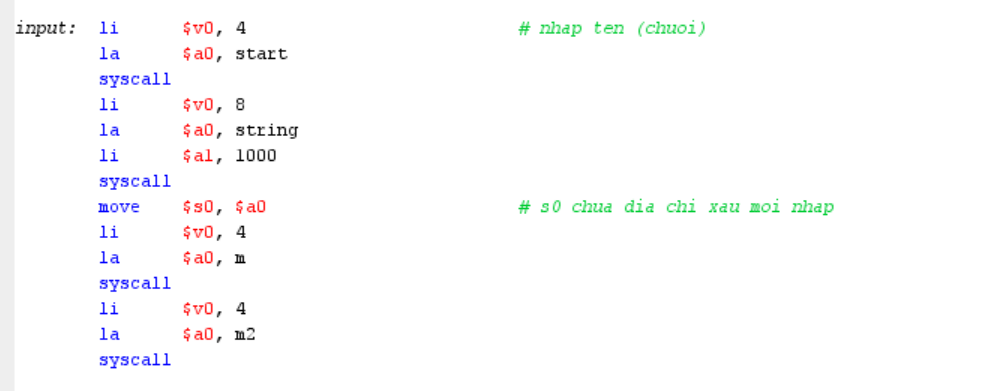 input: li $v0, 4 # nhap ten (chuoi)
la $a0, start
syscall
li $v0, 8
la $a0, string
li $a1, 1000
syscall
move $s0, $a0 # s0 chua dia chi xau moi nhap
li $v0, 4
la $a0, m
syscall
li $v0, 4
la $a0, m2
syscall